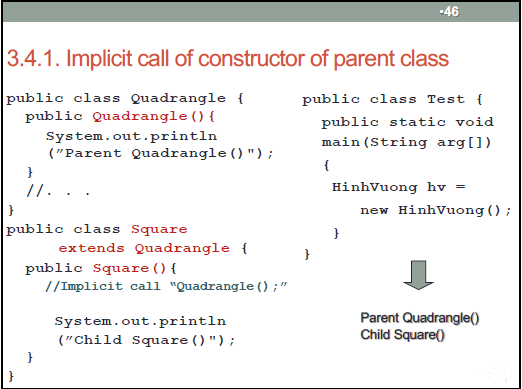 •46
3.4.1. Implicit call of constructor of parent class
public class Quadrangle {
public Quadrangle(){
System.out.println
("Parent Quadrangle()");
}
//. . .
}
public class Square
extends Quadrangle {
public Square(){
//Implicit call “Quadrangle();”
System.out.println
("Child Square()");
}
}
public class Test {
public static void
main(String arg[])
{
HinhVuong hv =
new HinhVuong();
}
}
Parent Quadrangle()
Child Square()